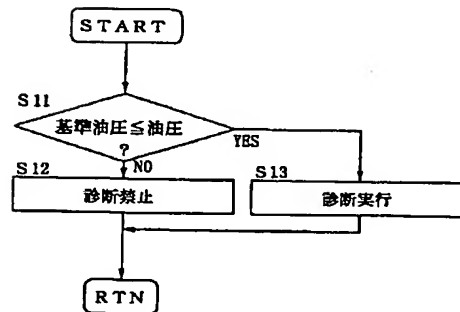 START
S11
基準油圧≦油圧
?
YES
NO
S12
診断禁止
S13
診断実行
RTN